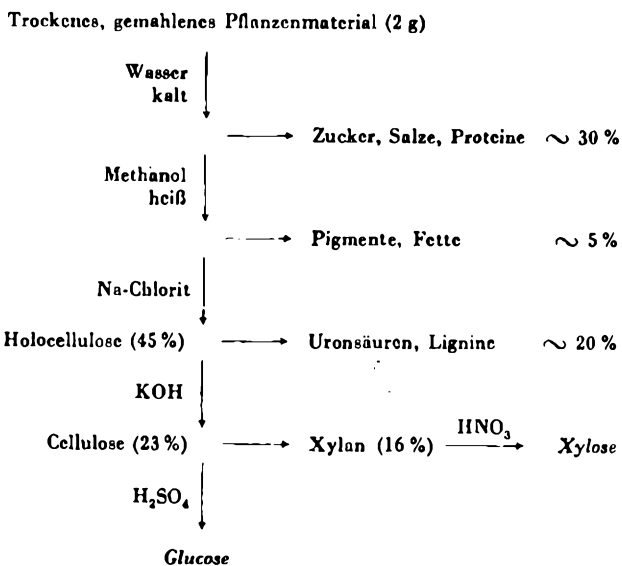 Trockenes, gemahlenes Pflanzenmaterial (2 g)
Wasser
kalt
Zucker, Salze, Proteine ~ 30 %
Methanol
heiß
Pigmente, Fette ~ 5 %
Na-Chlorit
Holocellulose (45 %) Uronsäuren, Lignine ~ 20 %
KOH
Cellulose (23 %) Xylan (16 %) HNO₃ Xylose
H₂SO₄
Glucose